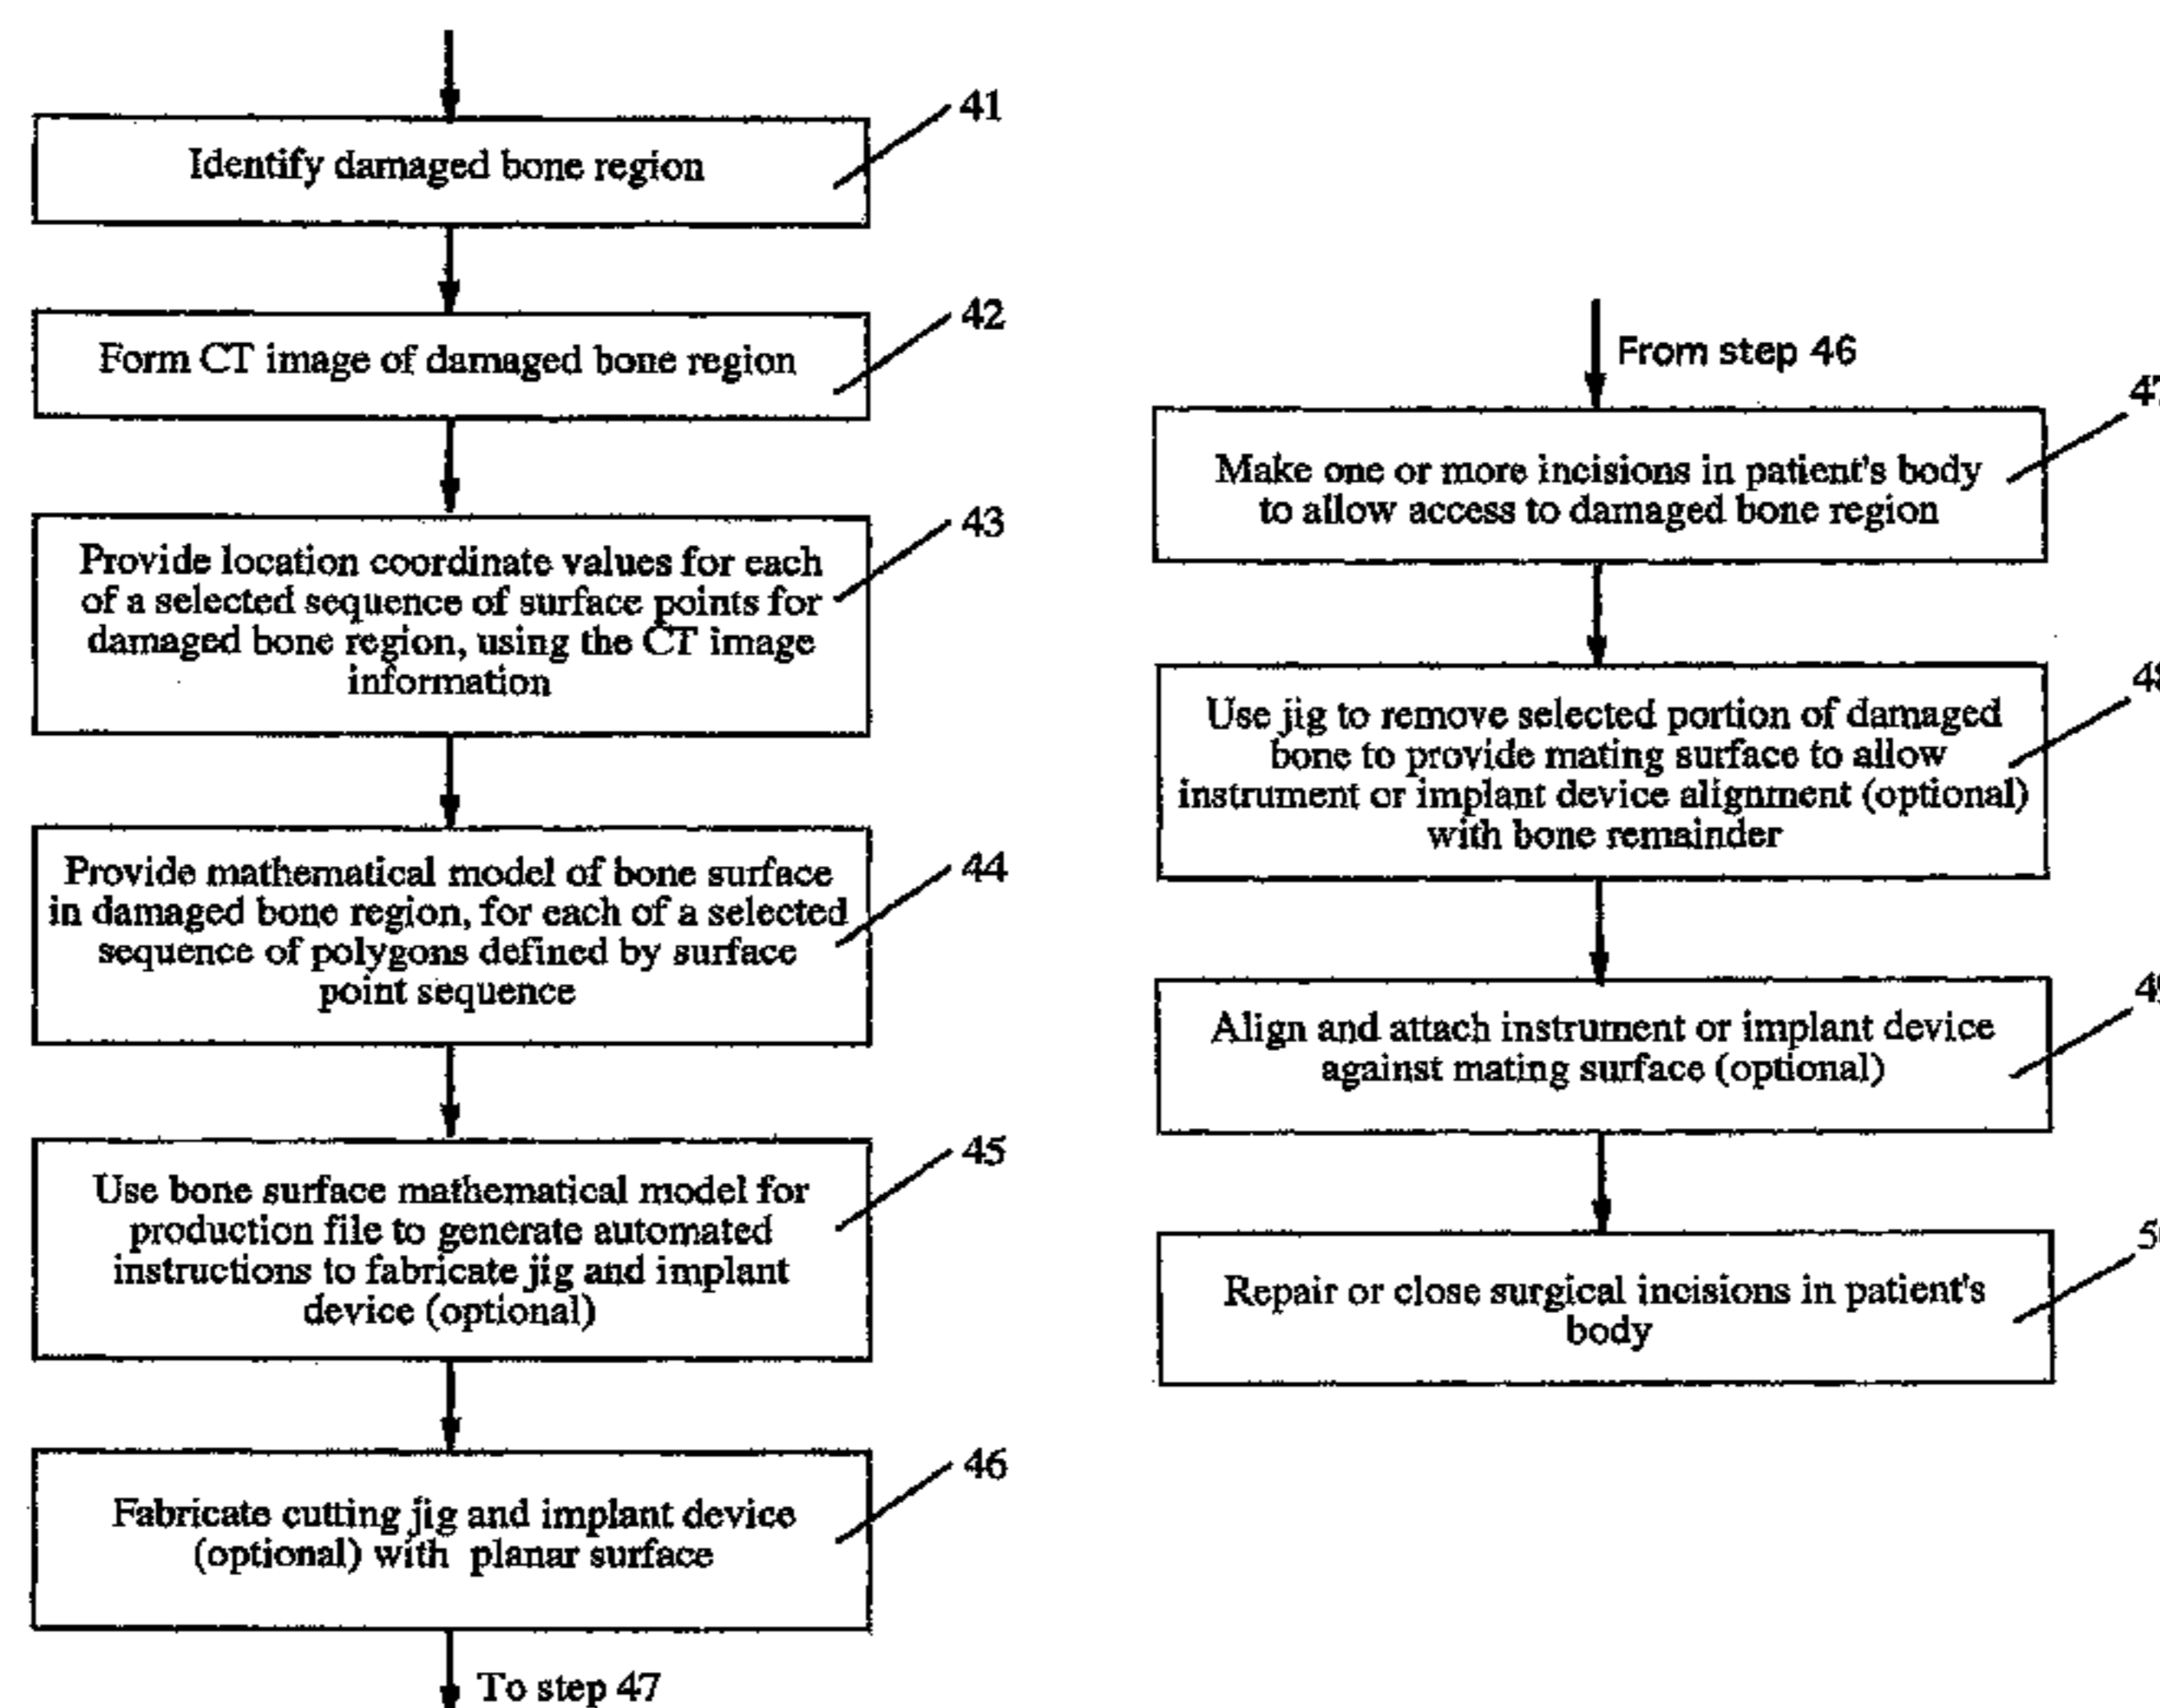 41
Identify damaged bone region
42
Form CT image of damaged bone region
43
Provide location coordinate values for each
of a selected sequence of surface points for
damaged bone region, using the CT image
information
44
Provide mathematical model of bone surface
in damaged bone region, for each of a selected
sequence of polygons defined by surface
point sequence
45
Use bone surface mathematical model for
production file to generate automated
instructions to fabricate jig and implant
device (optional)
46
Fabricate cutting jig and implant device
(optional) with planar surface
To step 47
From step 46
47
Make one or more incisions in patient's body
to allow access to damaged bone region
48
Use jig to remove selected portion of damaged
bone to provide mating surface to allow
instrument or implant device alignment (optional)
with bone remainder
49
Align and attach instrument or implant device
against mating surface (optional)
50
Repair or close surgical incisions in patient's
body